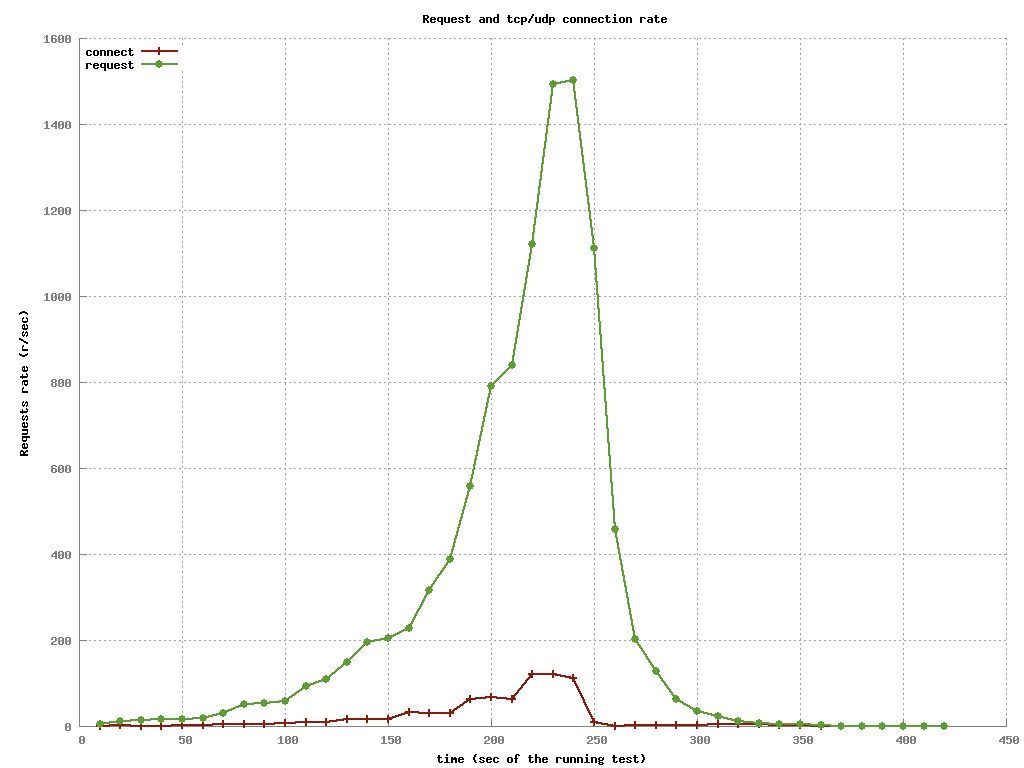 Request and tcp/udp connection rate
connect
request
1600
1400
1200
1000
800
600
400
200
0
Requests rate (r/sec)
0 50 100 150 200 250 300 350 400 450
time (sec of the running test)